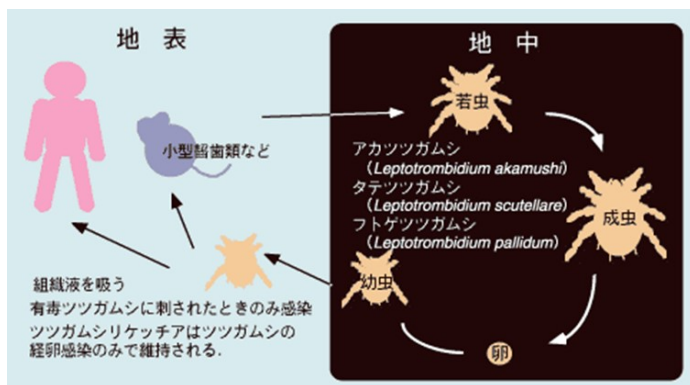 地 表
地 中
若虫
小型齧歯類など
アカツツガムシ
（Leptotrombidium akamushi）
タテツツガムシ
（Leptotrombidium scutellare）
フトゲツツガムシ
（Leptotrombidium pallidum）
成虫
幼虫
卵
組織液を吸う
有毒ツツガムシに刺されたときのみ感染
ツツガムシリケッチアはツツガムシの
経卵感染のみで維持される.